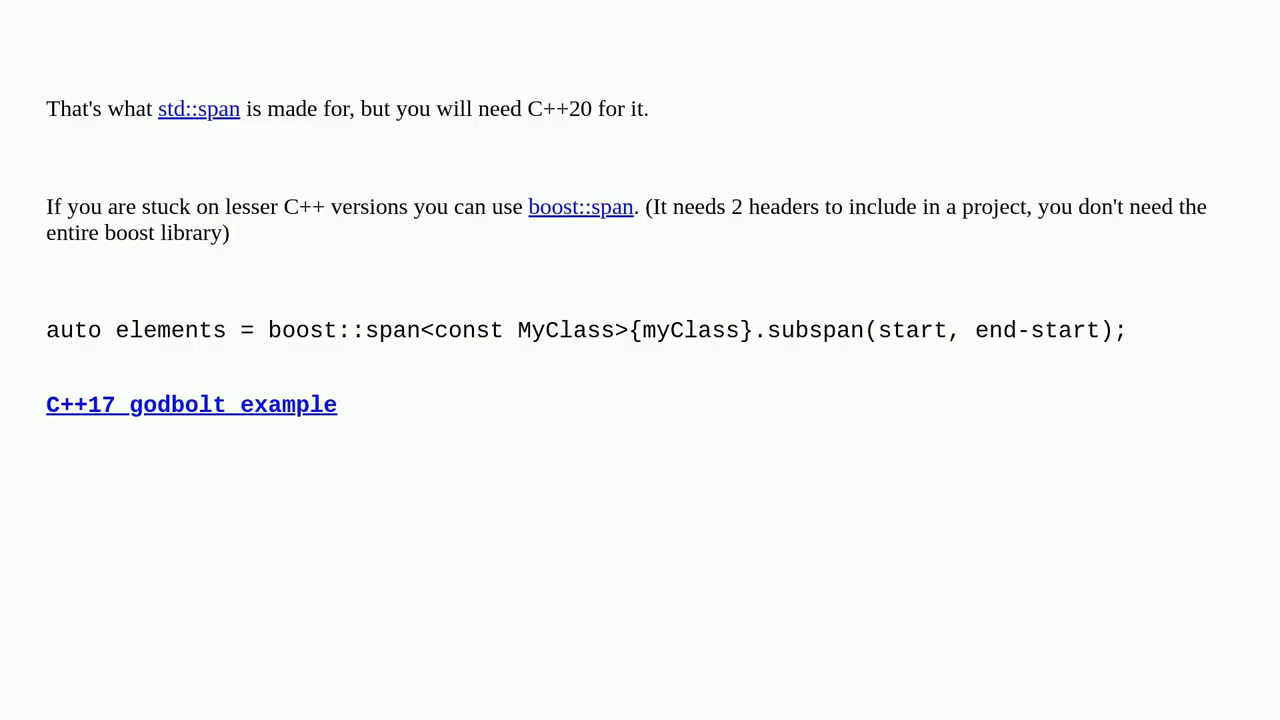 That's what std::span is made for, but you will need C++20 for it.
If you are stuck on lesser C++ versions you can use boost::span. (It needs 2 headers to include in a project, you don't need the
entire boost library)
auto elements = boost::span<const MyClass>{myClass}.subspan(start, end-start);
C++17 godbolt example